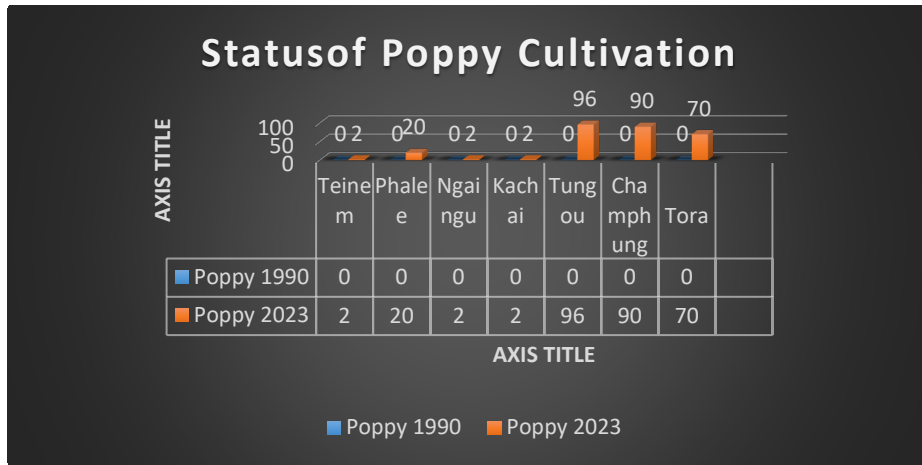 Statusof Poppy Cultivation
AXIS TITLE
100
50
0
0 2 0 20 0 2 0 2 0 96 0 90 0 70
Teinem Phalee Ngaingu Kachai Tungou Champhung Tora
Poppy 1990 0 0 0 0 0 0 0
Poppy 2023 2 20 2 2 96 90 70
AXIS TITLE
Poppy 1990 Poppy 2023